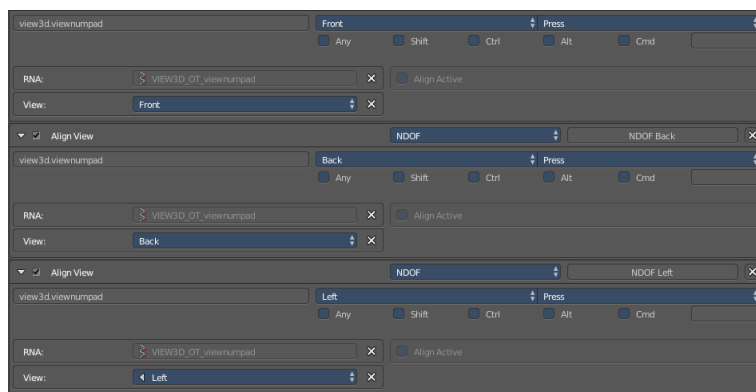 view3d.viewnumpad Front Press
Any Shift Ctrl Alt Cmd
RNA: VIEW3D_OT_viewnumpad Align Active
View: Front
Align View NDOF NDOF Back
view3d.viewnumpad Back Press
Any Shift Ctrl Alt Cmd
RNA: VIEW3D_OT_viewnumpad Align Active
View: Back
Align View NDOF NDOF Left
view3d.viewnumpad Left Press
Any Shift Ctrl Alt Cmd
RNA: VIEW3D_OT_viewnumpad Align Active
View: Left